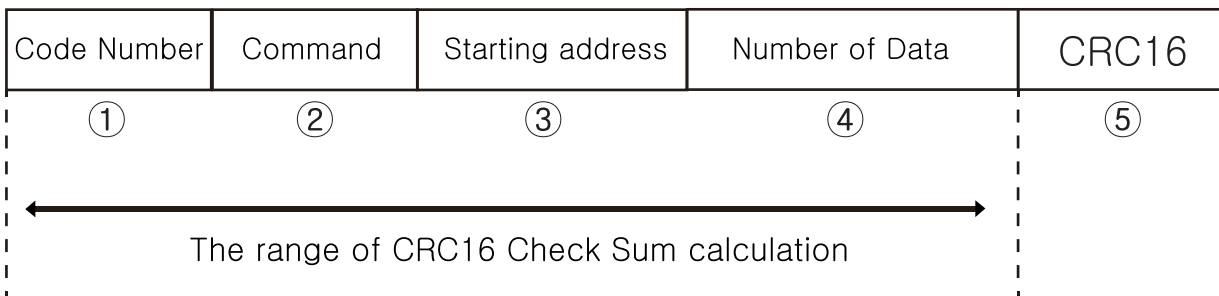 Code Number Command Starting address Number of Data CRC16
① ② ③ ④ ⑤
The range of CRC16 Check Sum calculation